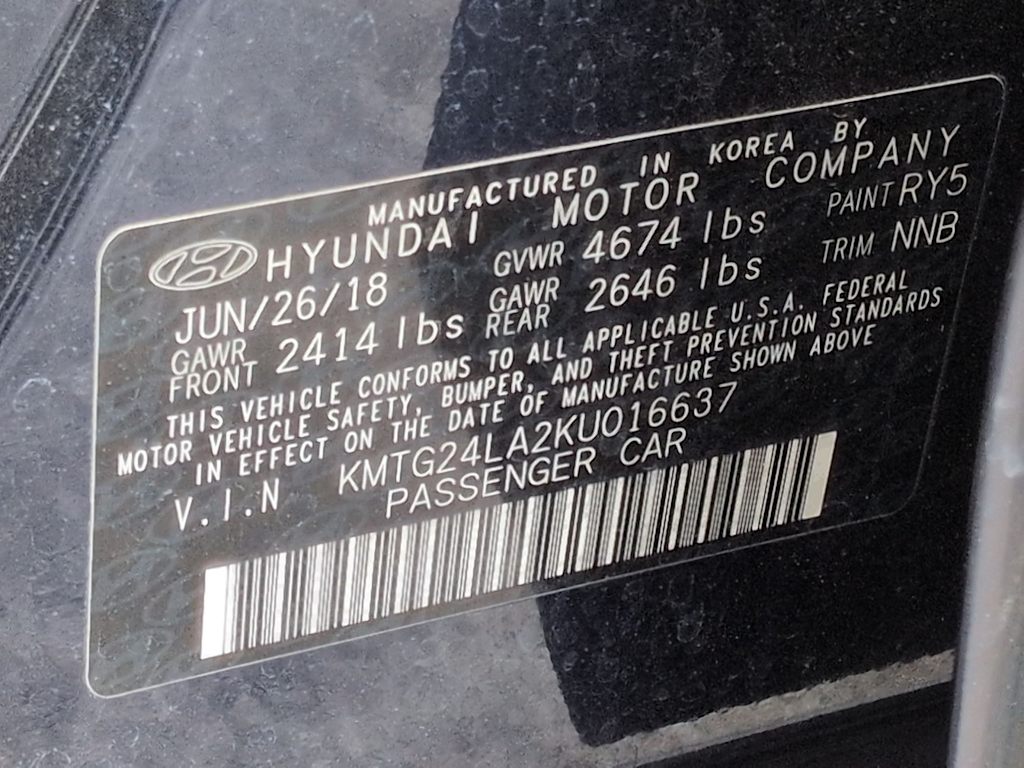 MANUFACTURED IN KOREA BY
HYUNDAI MOTOR COMPANY
JUN/26/18 GVWR 4674 lbs PAINT RY5
GAWR FRONT 2414 lbs GAWR REAR 2646 lbs TRIM NNB
THIS VEHICLE CONFORMS TO ALL APPLICABLE U.S.A. FEDERAL
MOTOR VEHICLE SAFETY, BUMPER, AND THEFT PREVENTION STANDARDS
IN EFFECT ON THE DATE OF MANUFACTURE SHOWN ABOVE
V.I.N KMTG24LA2KU016637
PASSENGER CAR